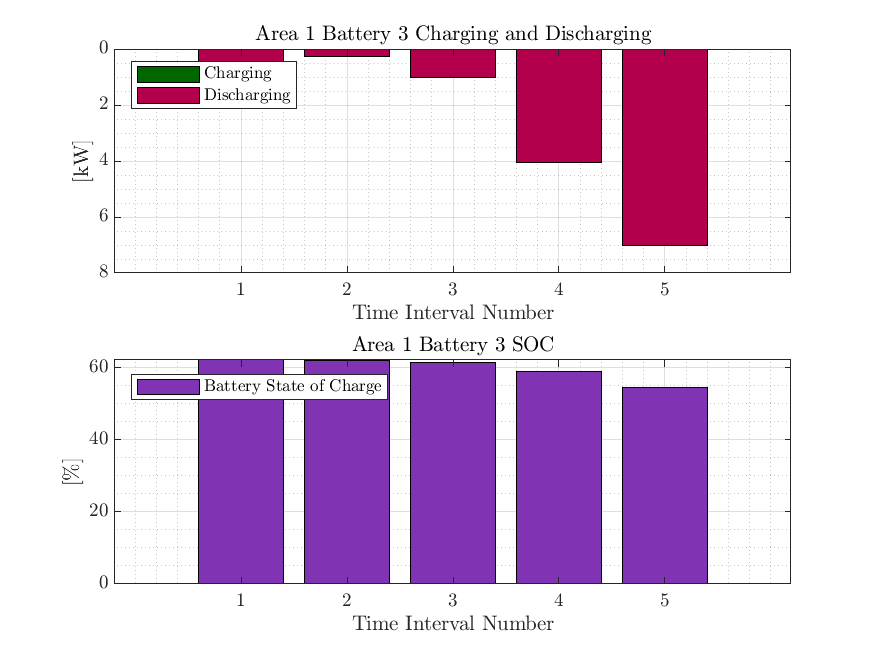 Area 1 Battery 3 Charging and Discharging
0
2
4
6
8
[kW]
Charging
Discharging
1 2 3 4 5
Time Interval Number
Area 1 Battery 3 SOC
60
40
20
0
[%]
Battery State of Charge
1 2 3 4 5
Time Interval Number